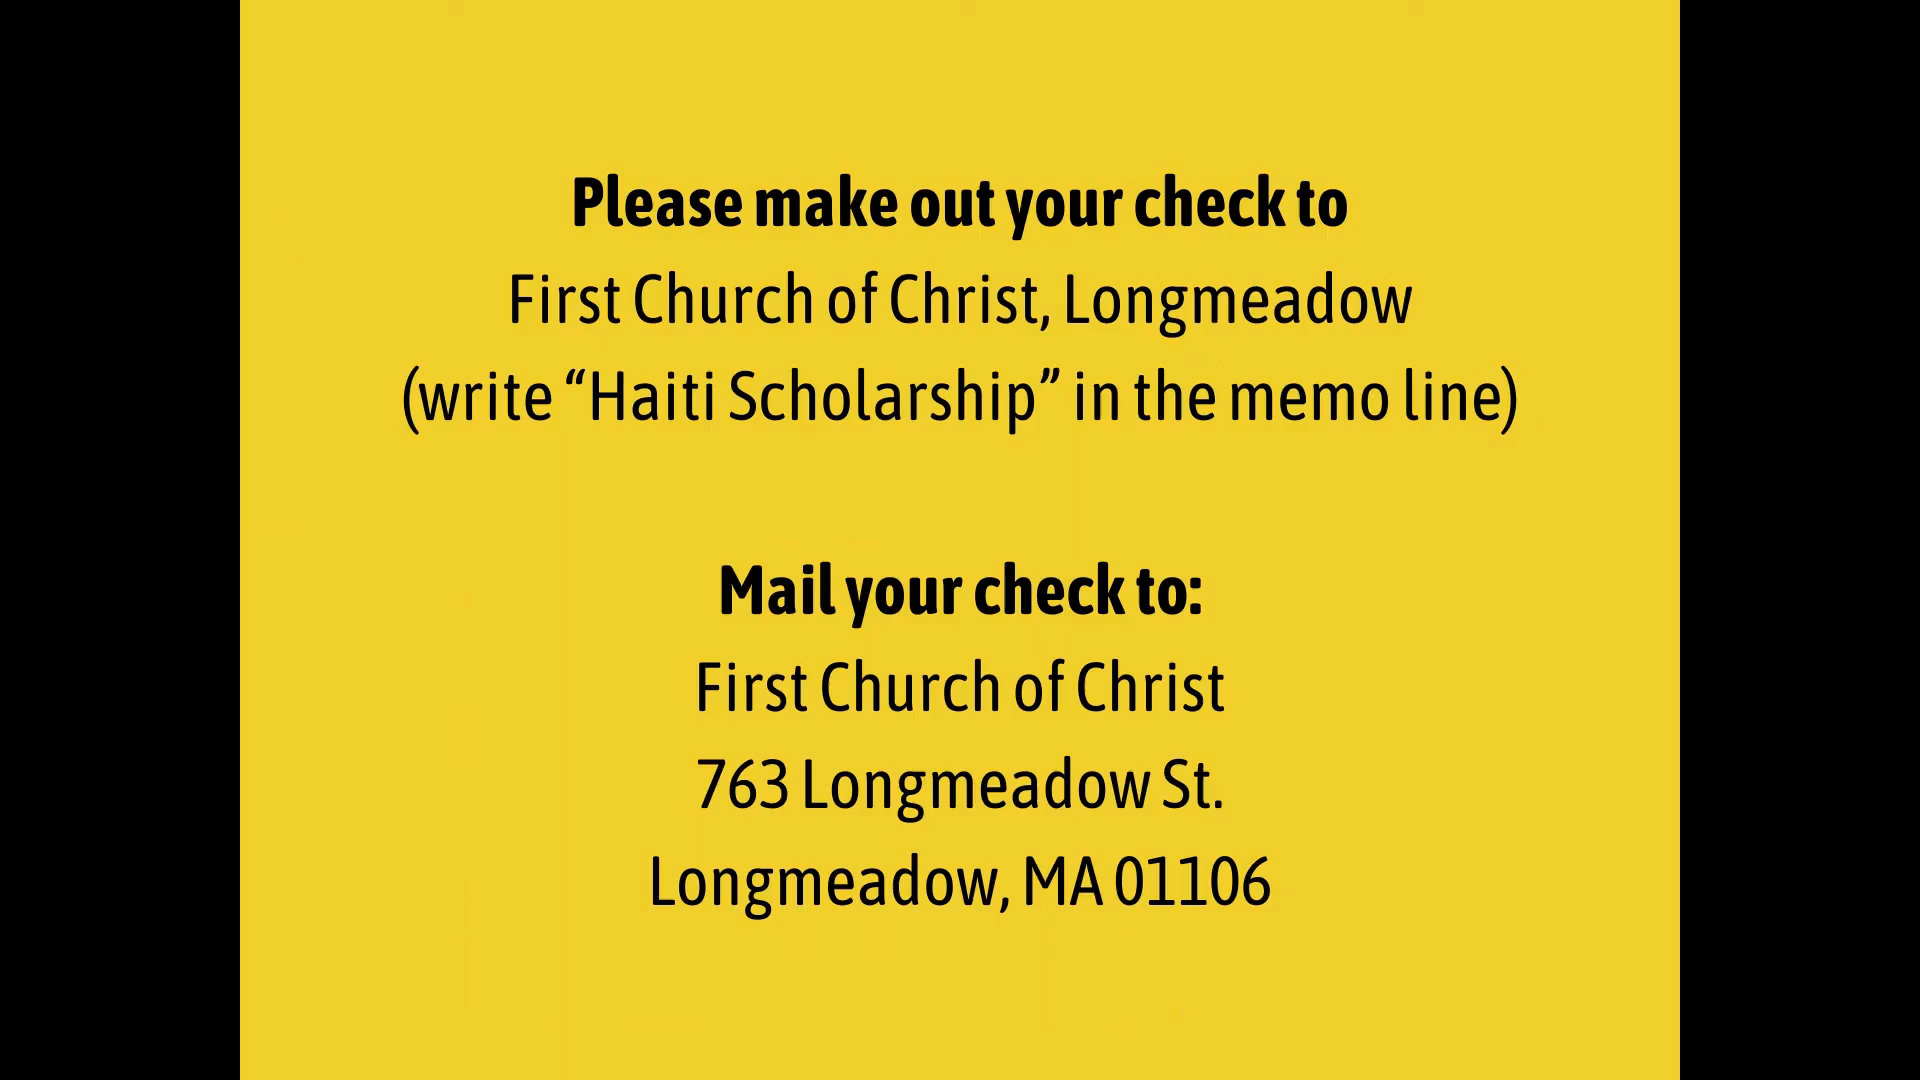 Please make out your check to
First Church of Christ, Longmeadow
(write “Haiti Scholarship” in the memo line)
Mail your check to:
First Church of Christ
763 Longmeadow St.
Longmeadow, MA 01106